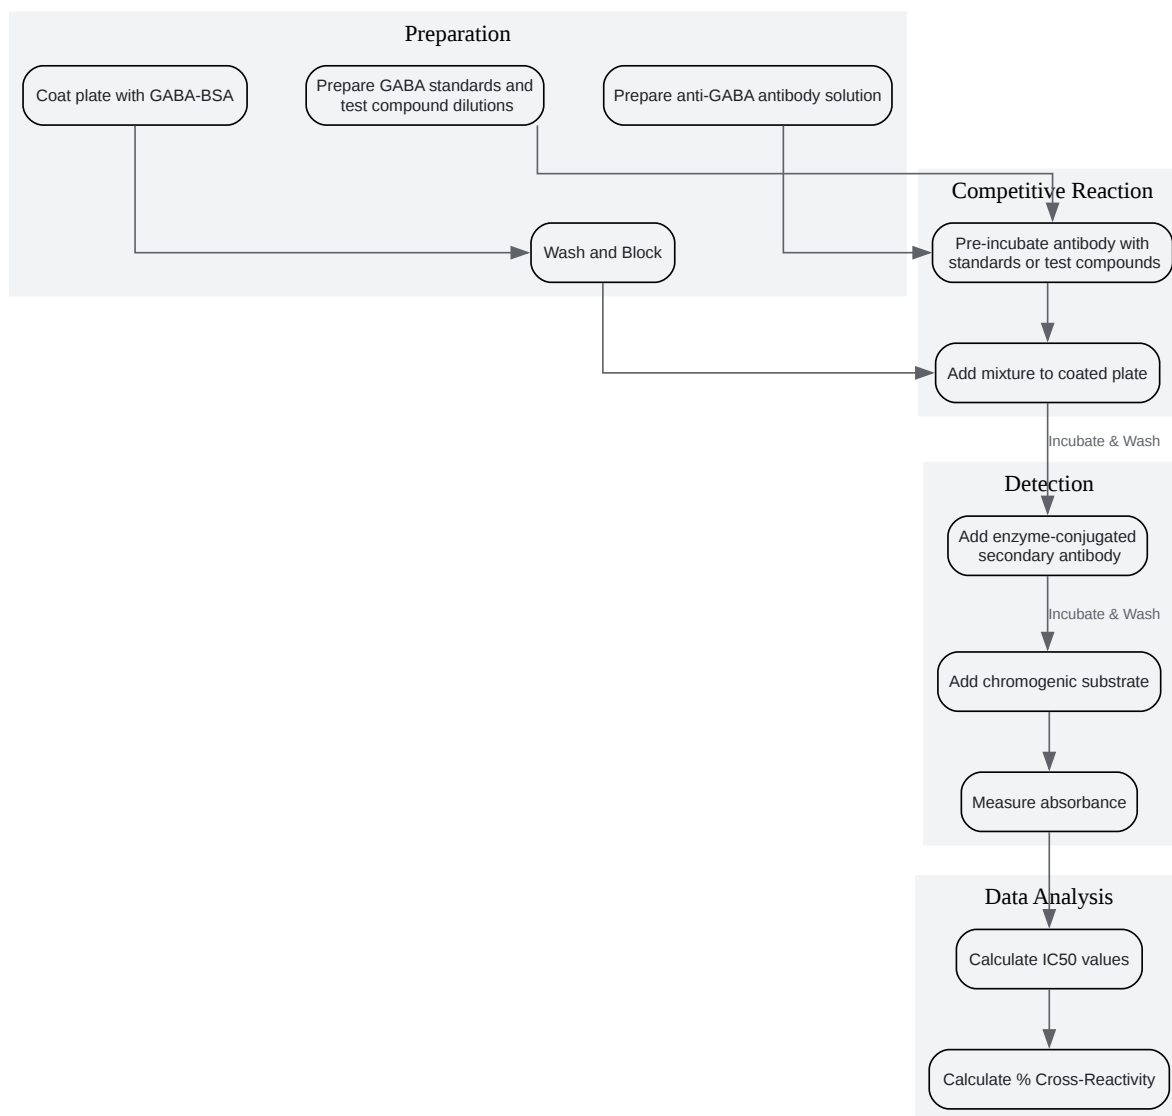 Preparation
Coat plate with GABA-BSA
Prepare GABA standards and
test compound dilutions
Prepare anti-GABA antibody solution
Wash and Block
Competitive Reaction
Pre-incubate antibody with
standards or test compounds
Add mixture to coated plate
Incubate & Wash
Detection
Add enzyme-conjugated
secondary antibody
Incubate & Wash
Add chromogenic substrate
Measure absorbance
Data Analysis
Calculate IC50 values
Calculate % Cross-Reactivity